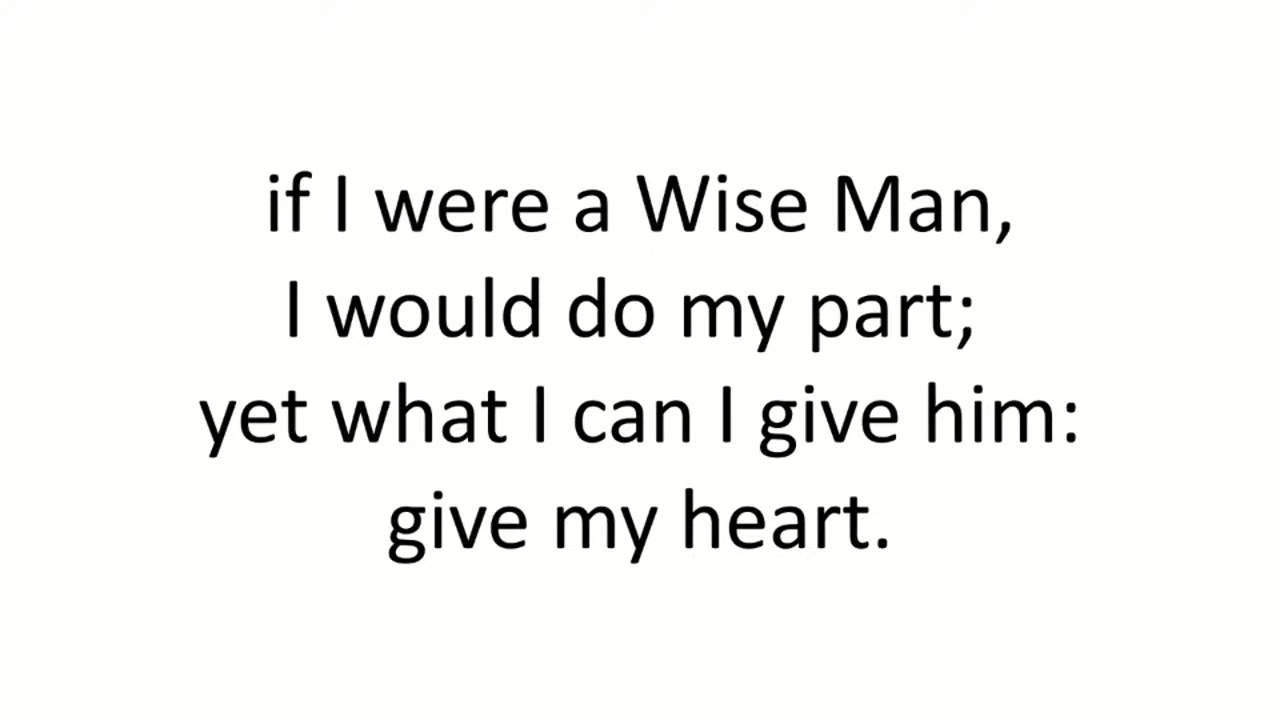 if I were a Wise Man,
I would do my part;
yet what I can I give him:
give my heart.